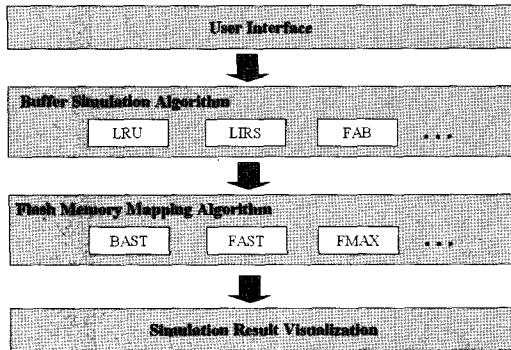 User Interface
Buffer Simulation Algorithm
LRU LIRS FAB ...
Flash Memory Mapping Algorithm
BAST FAST FMAX ...
Simulation Result Visualization